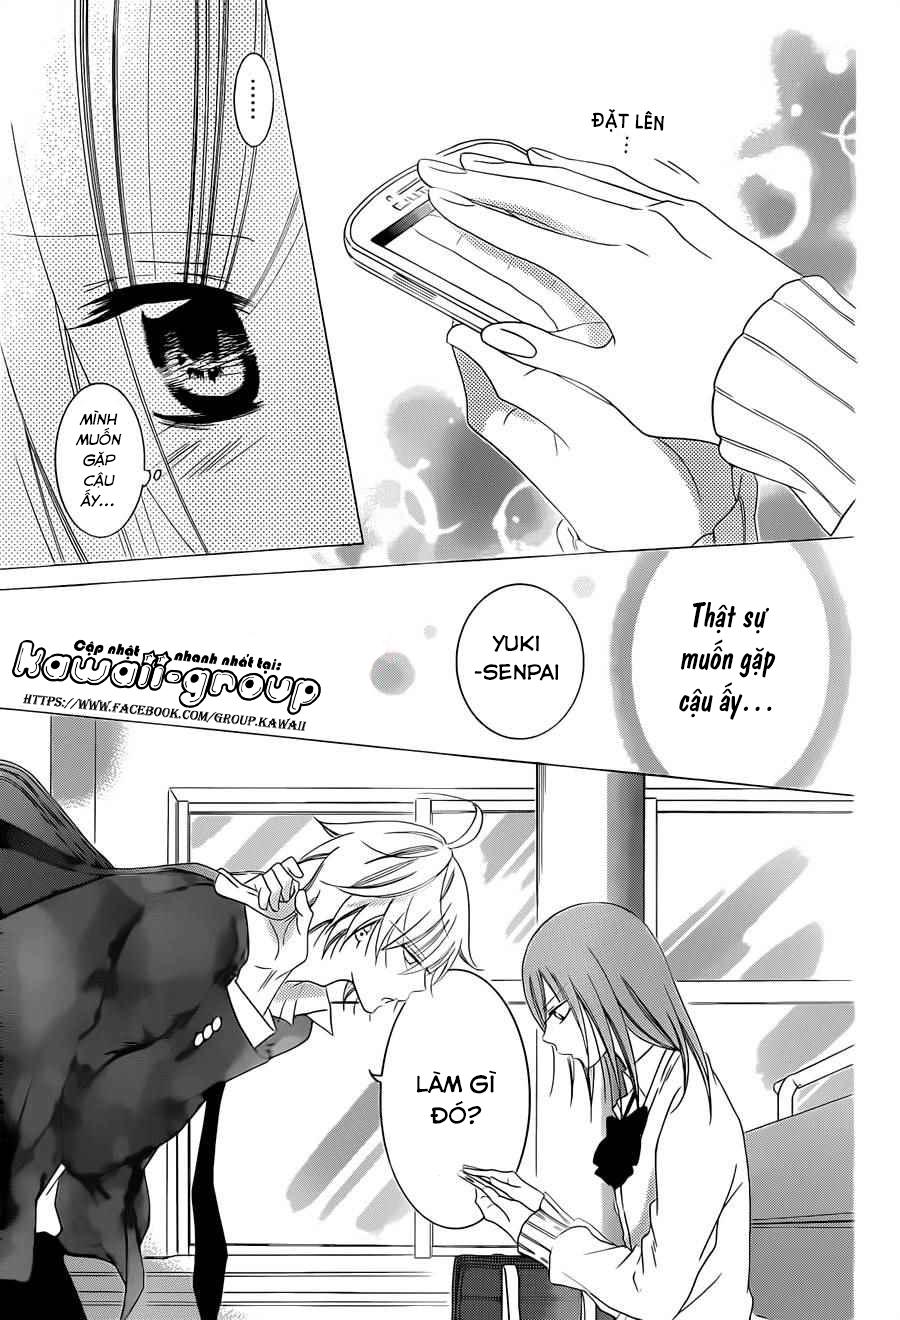 ĐẶT LÊN
...
.......
MÌNH
MUỐN
GẶP
CẬU
ẤY...
Thật sự
muốn gặp
cậu ấy...
YUKI
-SENPAI
Cập nhật nhanh nhất tại:
kawaii-group
HTTPS://WWW.FACEBOOK.COM/GROUP.KAWAII
LÀM GÌ
ĐÓ?